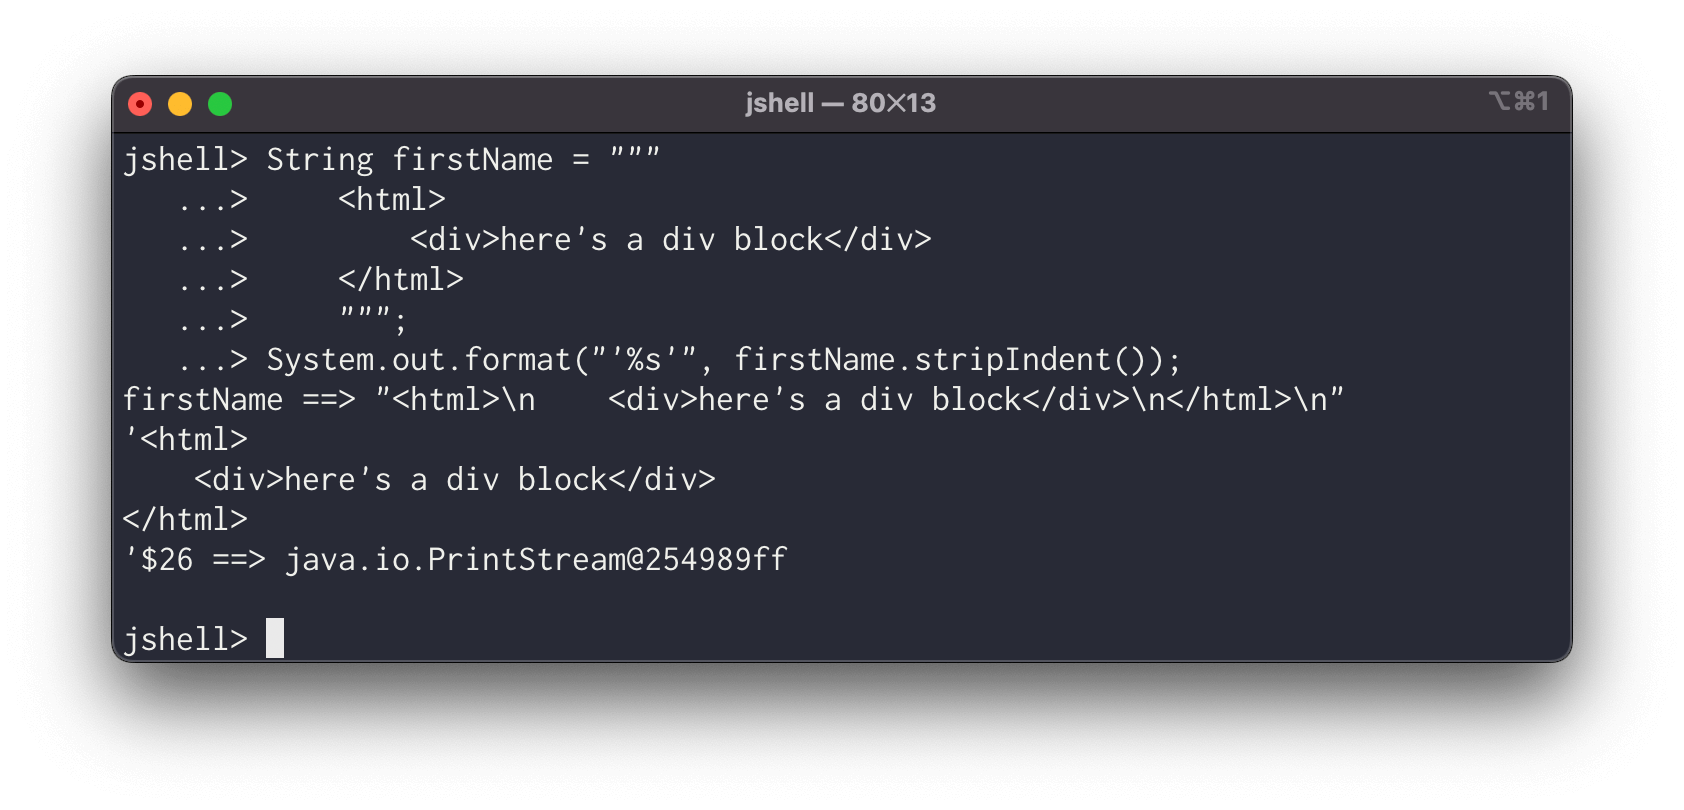 jshell — 80×13
⌥⌘1
jshell> String firstName = """
   ...>     <html>
   ...>         <div>here's a div block</div>
   ...>     </html>
   ...>     """;
   ...> System.out.format("'%s'", firstName.stripIndent());
firstName ==> "<html>\n    <div>here's a div block</div>\n</html>\n"
'<html>
    <div>here's a div block</div>
</html>
'$26 ==> java.io.PrintStream@254989ff
jshell>